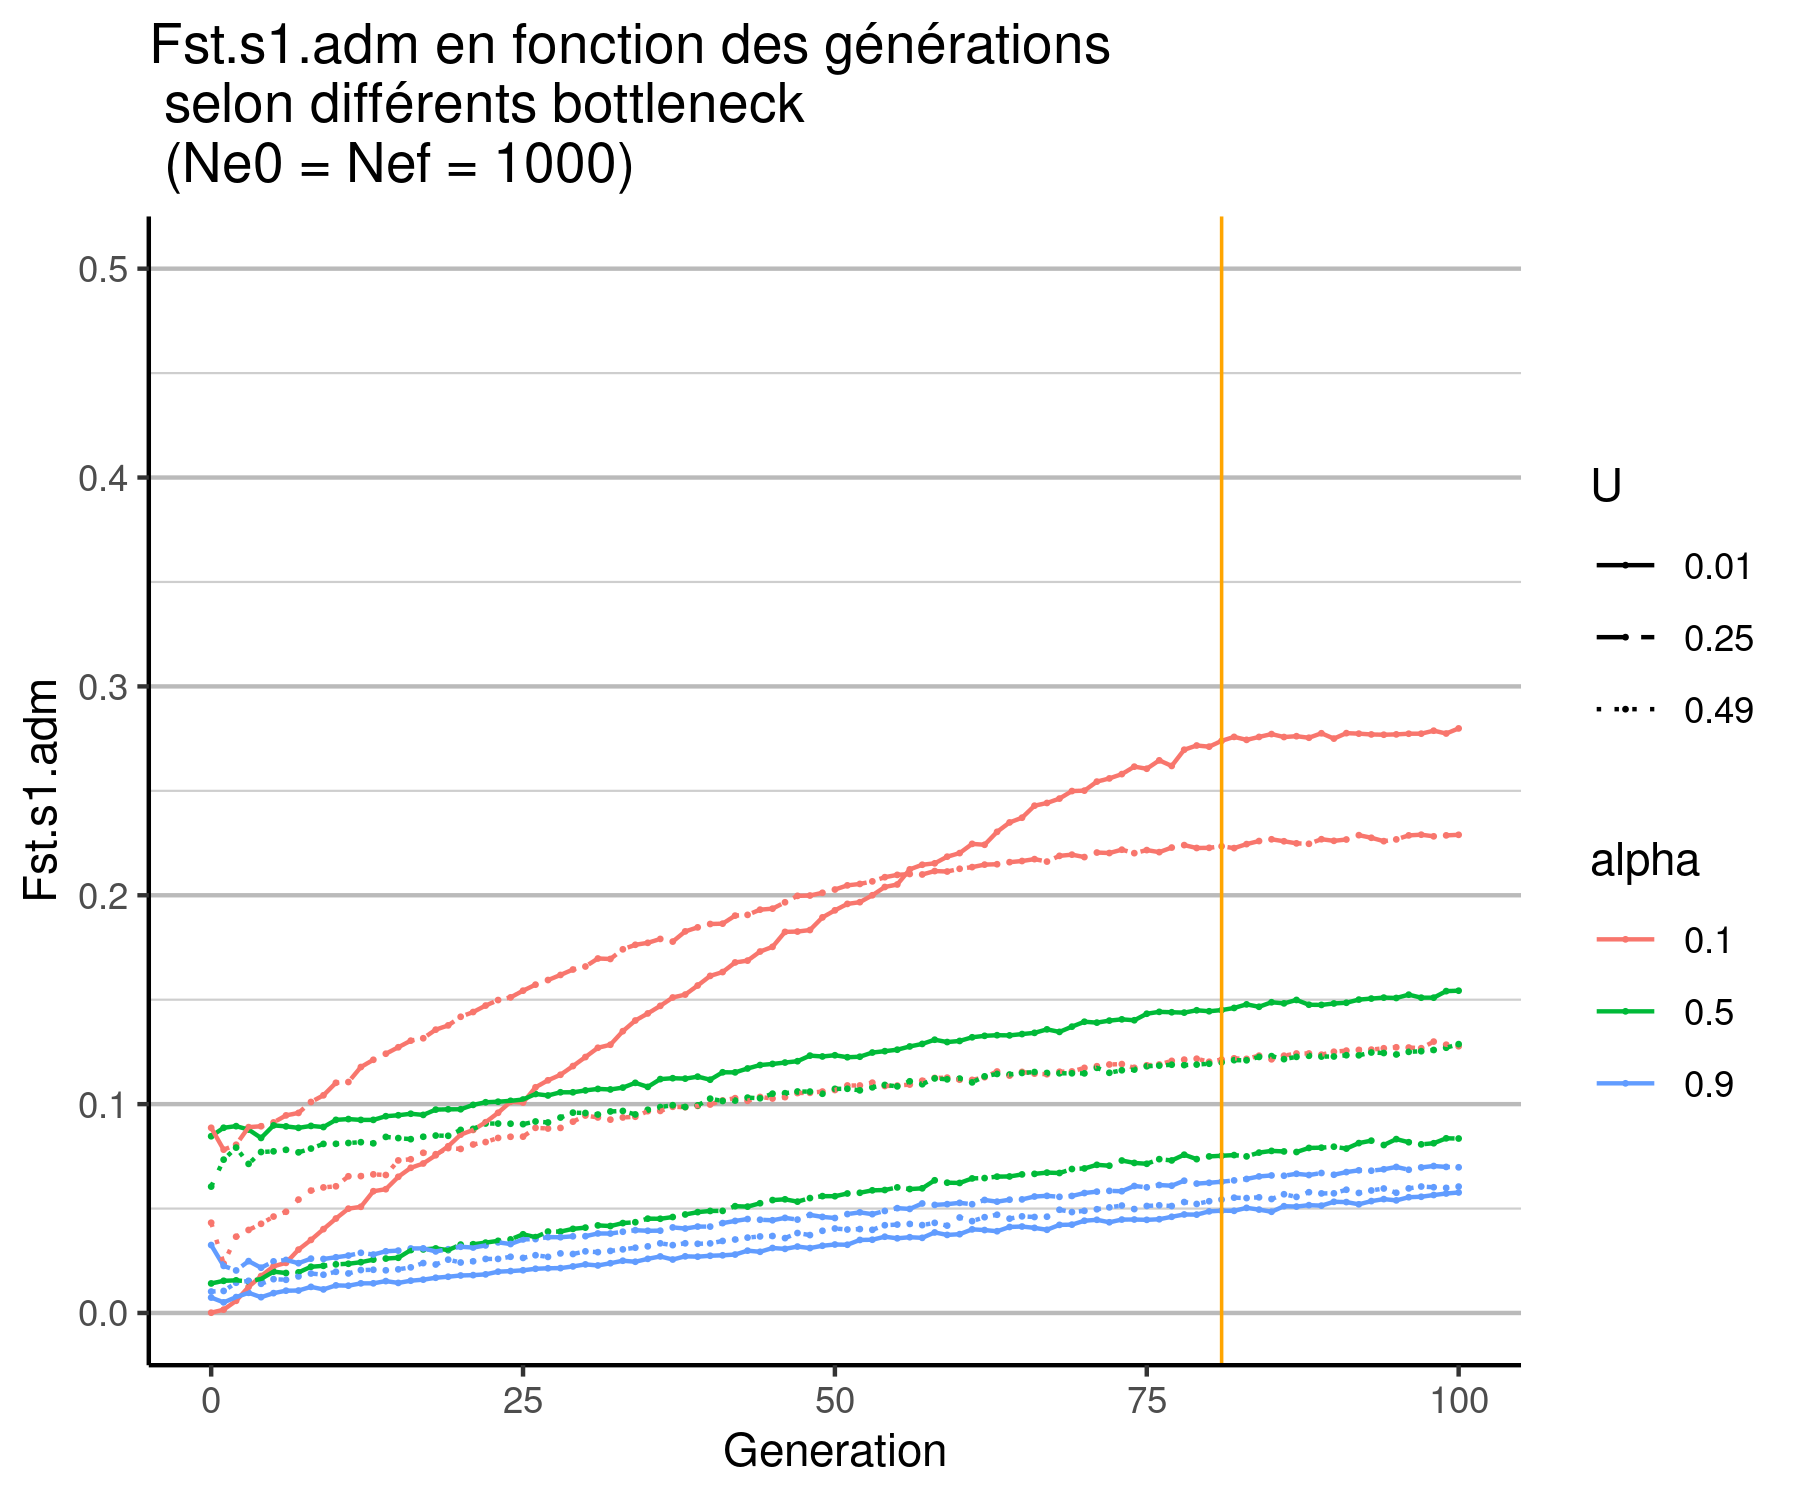 Fst.s1.adm en fonction des générations
selon différents bottleneck
(Ne0 = Nef = 1000)
Fst.s1.adm
0.5
0.4
0.3
0.2
0.1
0.0
0
25
50
75
100
Generation
U
0.01
0.25
0.49
alpha
0.1
0.5
0.9